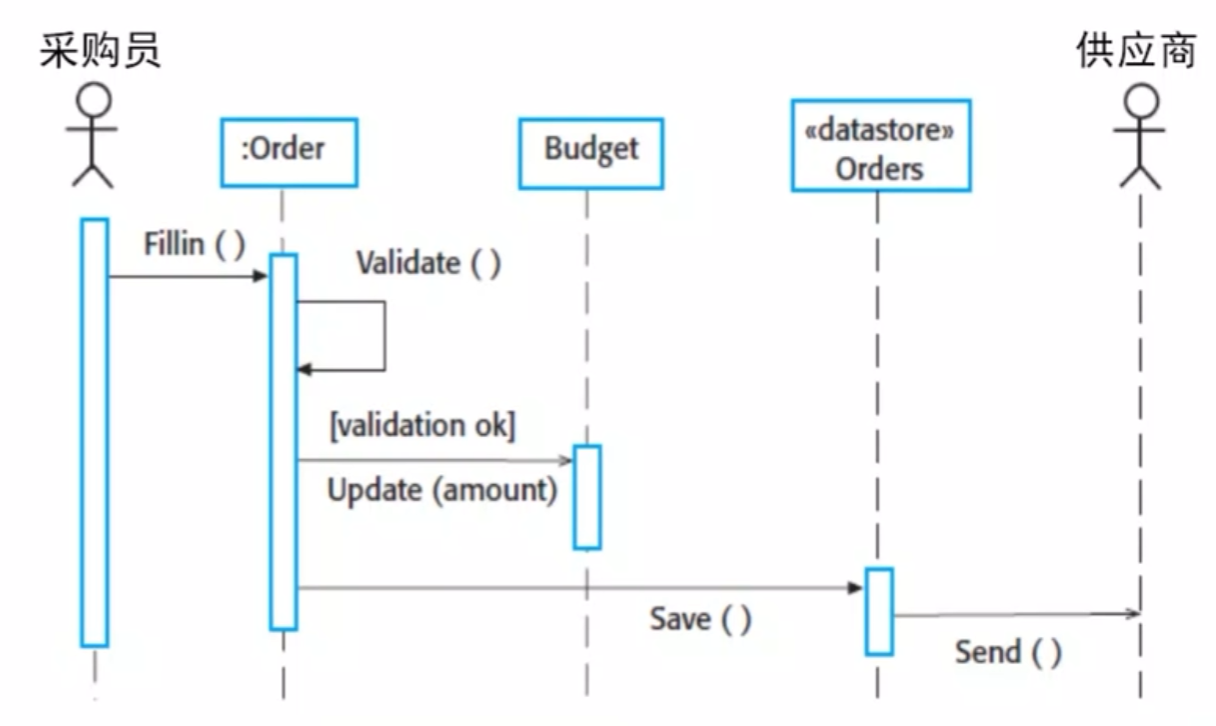 采购员
供应商
:Order
Budget
«datastore»
Orders
Fillin ( )
Validate ( )
[validation ok]
Update (amount)
Save ( )
Send ( )